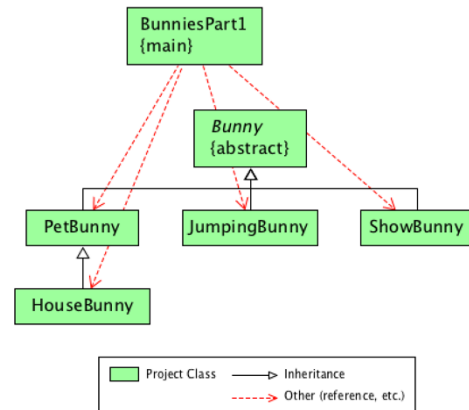 BunniesPart1
{main}
Bunny
{abstract}
PetBunny
JumpingBunny
ShowBunny
HouseBunny
Project Class
Inheritance
Other (reference, etc.)